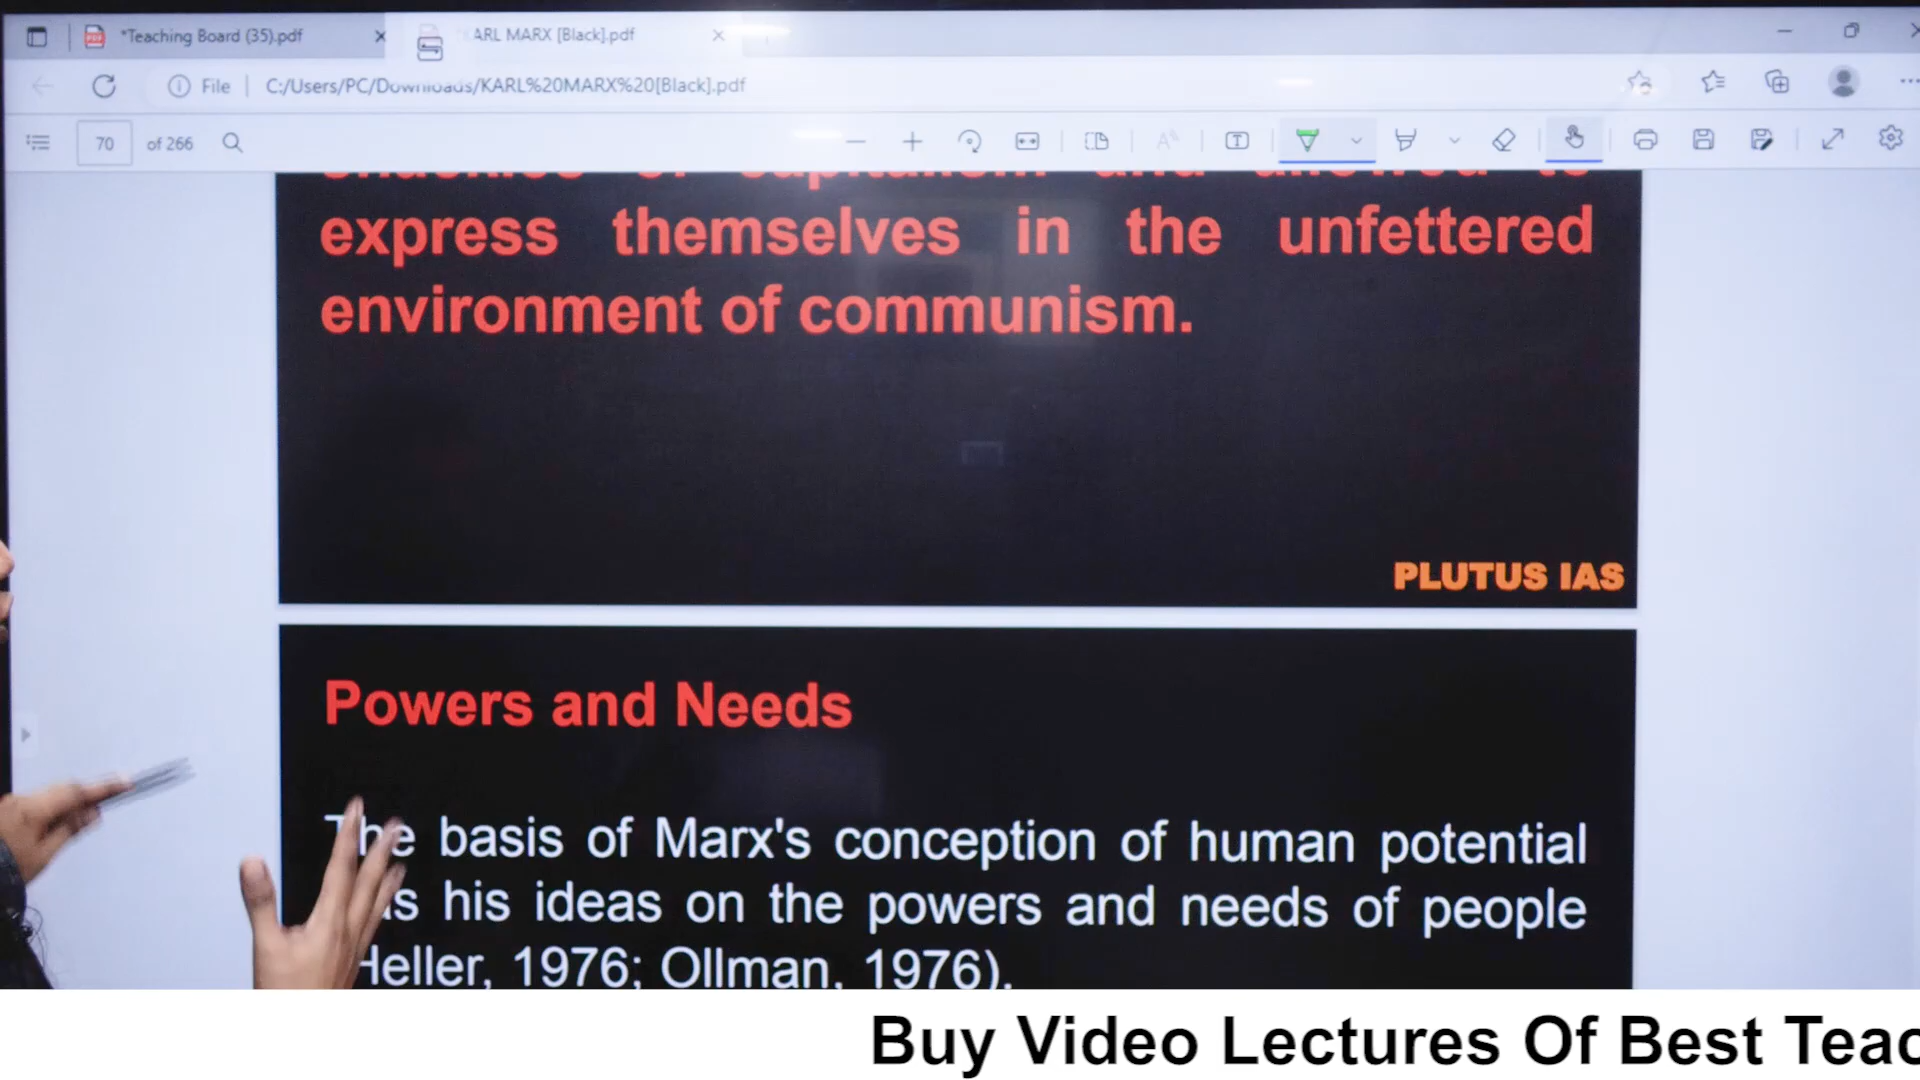 *Teaching Board (35).pdf
ARL MARX [Black].pdf
File
C:/Users/PC/Downloads/KARL%20MARX%20[Black].pdf
70 of 266
express themselves in the unfettered
environment of communism.
PLUTUS IAS
Powers and Needs
The basis of Marx's conception of human potential
his ideas on the powers and needs of people
Heller, 1976; Ollman, 1976).
Buy Video Lectures Of Best Teac